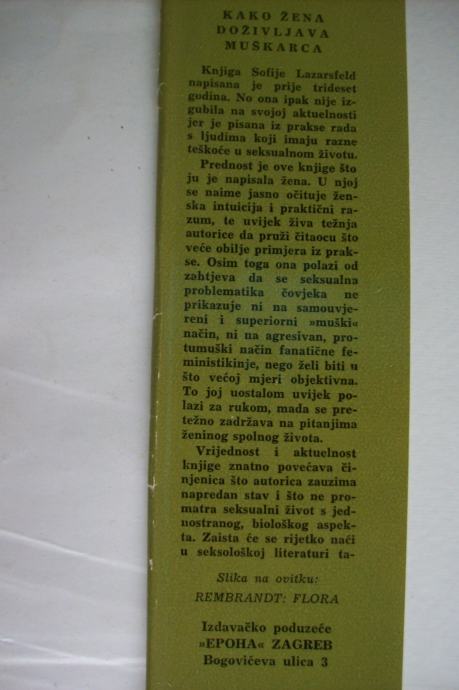 KAKO ŽENA
DOŽIVLJAVA
MUŠKARCA
Knjiga Sofije Lazarsfeld
napisana je prije trideset
godina. No ona ipak nije iz-
gubila na svojoj aktuelnosti
jer je pisana iz prakse rada
s ljudima koji imaju razne
teškoće u seksualnom životu.
Prednost je ove knjige što
ju je napisala žena. U njoj
se naime jasno očituje žen-
ska intuicija i praktični ra-
zum, te uvijek živa težnja
autorice da pruži čitaocu što
veće obilje primjera iz prak-
se. Osim toga ona polazi od
zahtjeva da se seksualna
problematika čovjeka ne
prikazuje ni na samouvje-
reni i superiorni »muški«
način, ni na agresivan, pro-
tumuški način fanatične fe-
ministikinje, nego želi biti u
što većoj mjeri objektivna.
To joj uostalom uvijek po-
lazi za rukom, mada se pre-
težno zadržava na pitanjima
ženinog spolnog života.
Vrijednost i aktuelnost
knjige znatno povećava či-
njenica što autorica zauzima
napredan stav i što ne pro-
matra seksualni život s jed-
nostranog, biološkog aspek-
ta. Zaista će se rijetko naći
u seksološkoj literaturi ta-
Slika na ovitku:
REMBRANDT: FLORA
Izdavačko poduzeće
»EPOHA« ZAGREB
Bogovićeva ulica 3